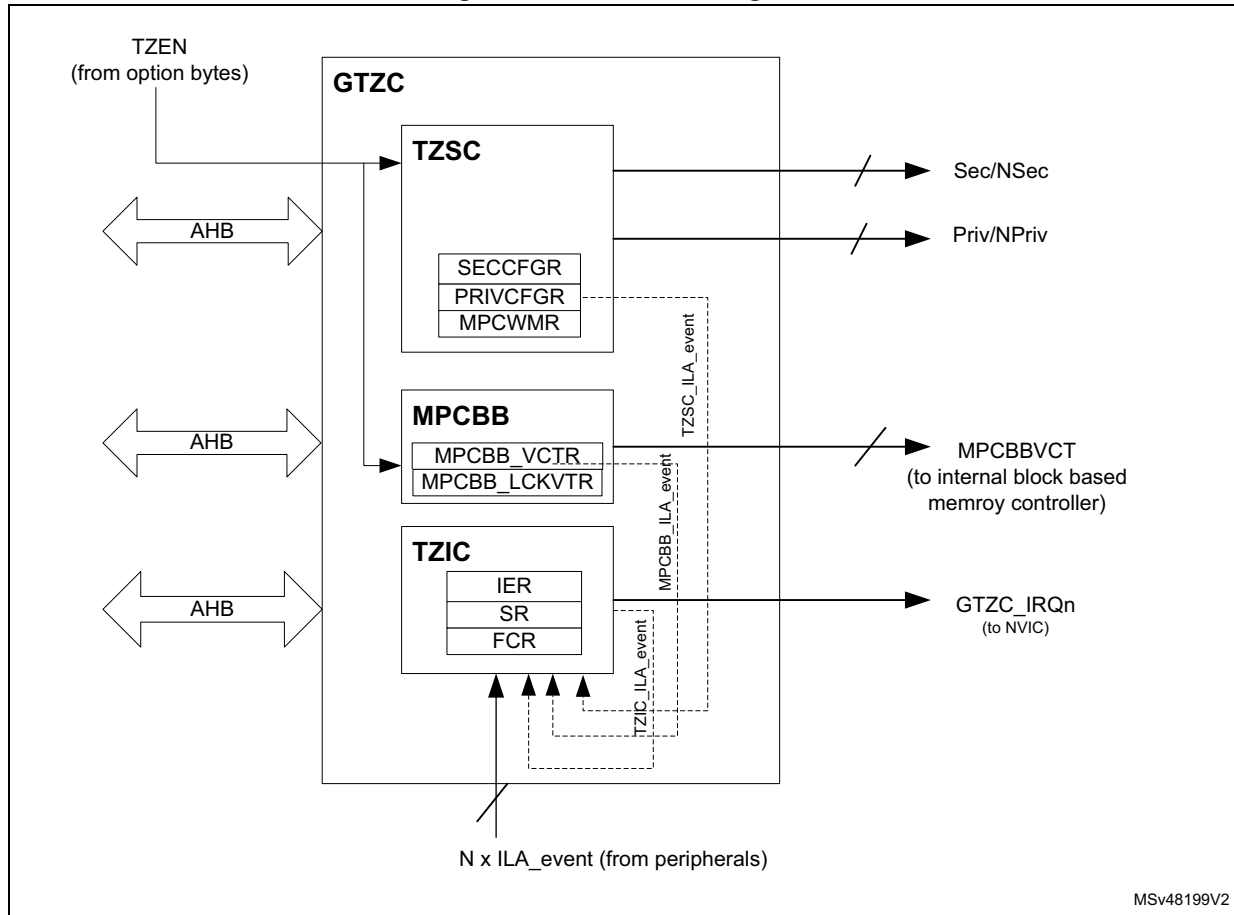 TZEN
(from option bytes)
GTZC
TZSC
Sec/NSec
AHB
Priv/NPriv
SECCFGR
PRIVCFGR
MPCWMR
TZSC_ILA_event
MPCBB
AHB
MPCBB_VCTR
MPCBB_LCKVTR
MPCBBVCT
(to internal block based
memroy controller)
MPCBB_ILA_event
TZIC
IER
AHB
SR
FCR
GTZC_IRQn
(to NVIC)
TZIC_ILA_event
N x ILA_event (from peripherals)
MSv48199V2